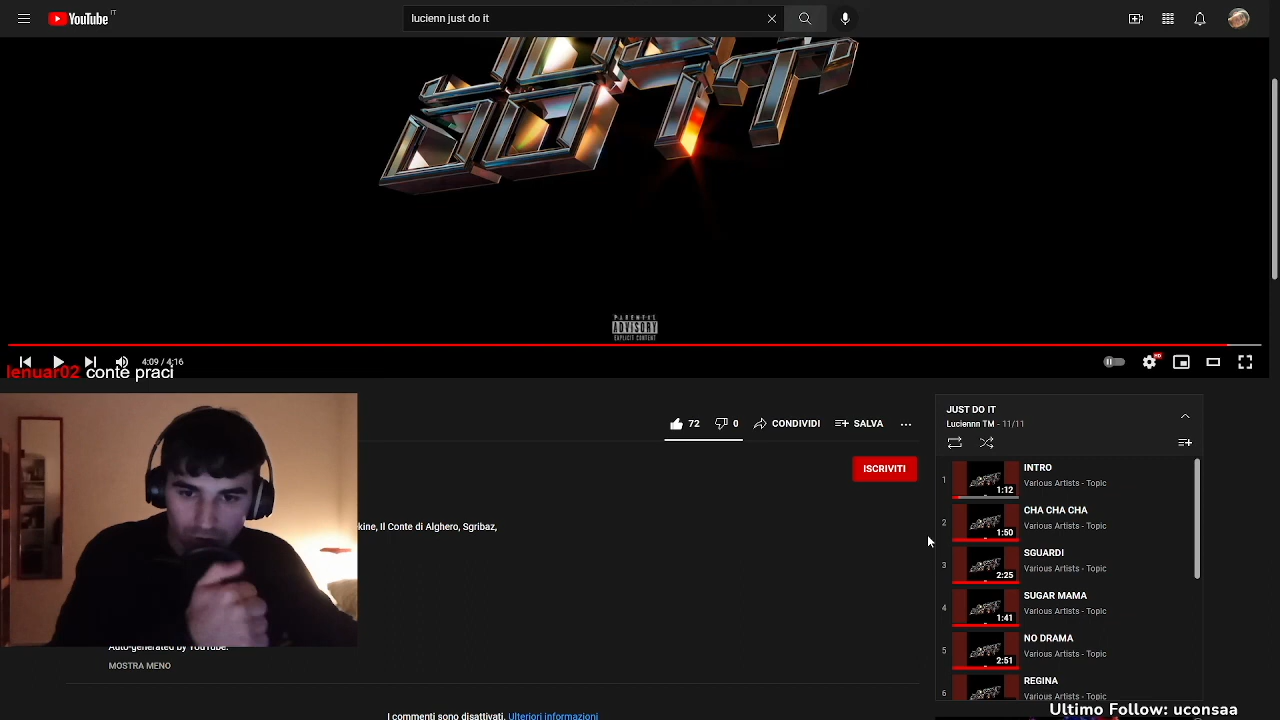 YouTube IT
lucienn just do it
DO IT
PARENTAL
ADVISORY
EXPLICIT CONTENT
4:09 / 4:16
HD
lenuar02 conte praci
72
0
CONDIVIDI
SALVA
ISCRIVITI
kine, Il Conte di Alghero, Sgribaz,
Auto-generated by YouTube.
MOSTRA MENO
I commenti sono disattivati. Ulteriori informazioni
JUST DO IT
Luciennn TM - 11/11
1
1:12
INTRO
Various Artists - Topic
2
1:50
CHA CHA CHA
Various Artists - Topic
3
2:25
SGUARDI
Various Artists - Topic
4
1:41
SUGAR MAMA
Various Artists - Topic
5
2:51
NO DRAMA
Various Artists - Topic
6
REGINA
Various Artists - Topic
Ultimo Follow: uconsaa